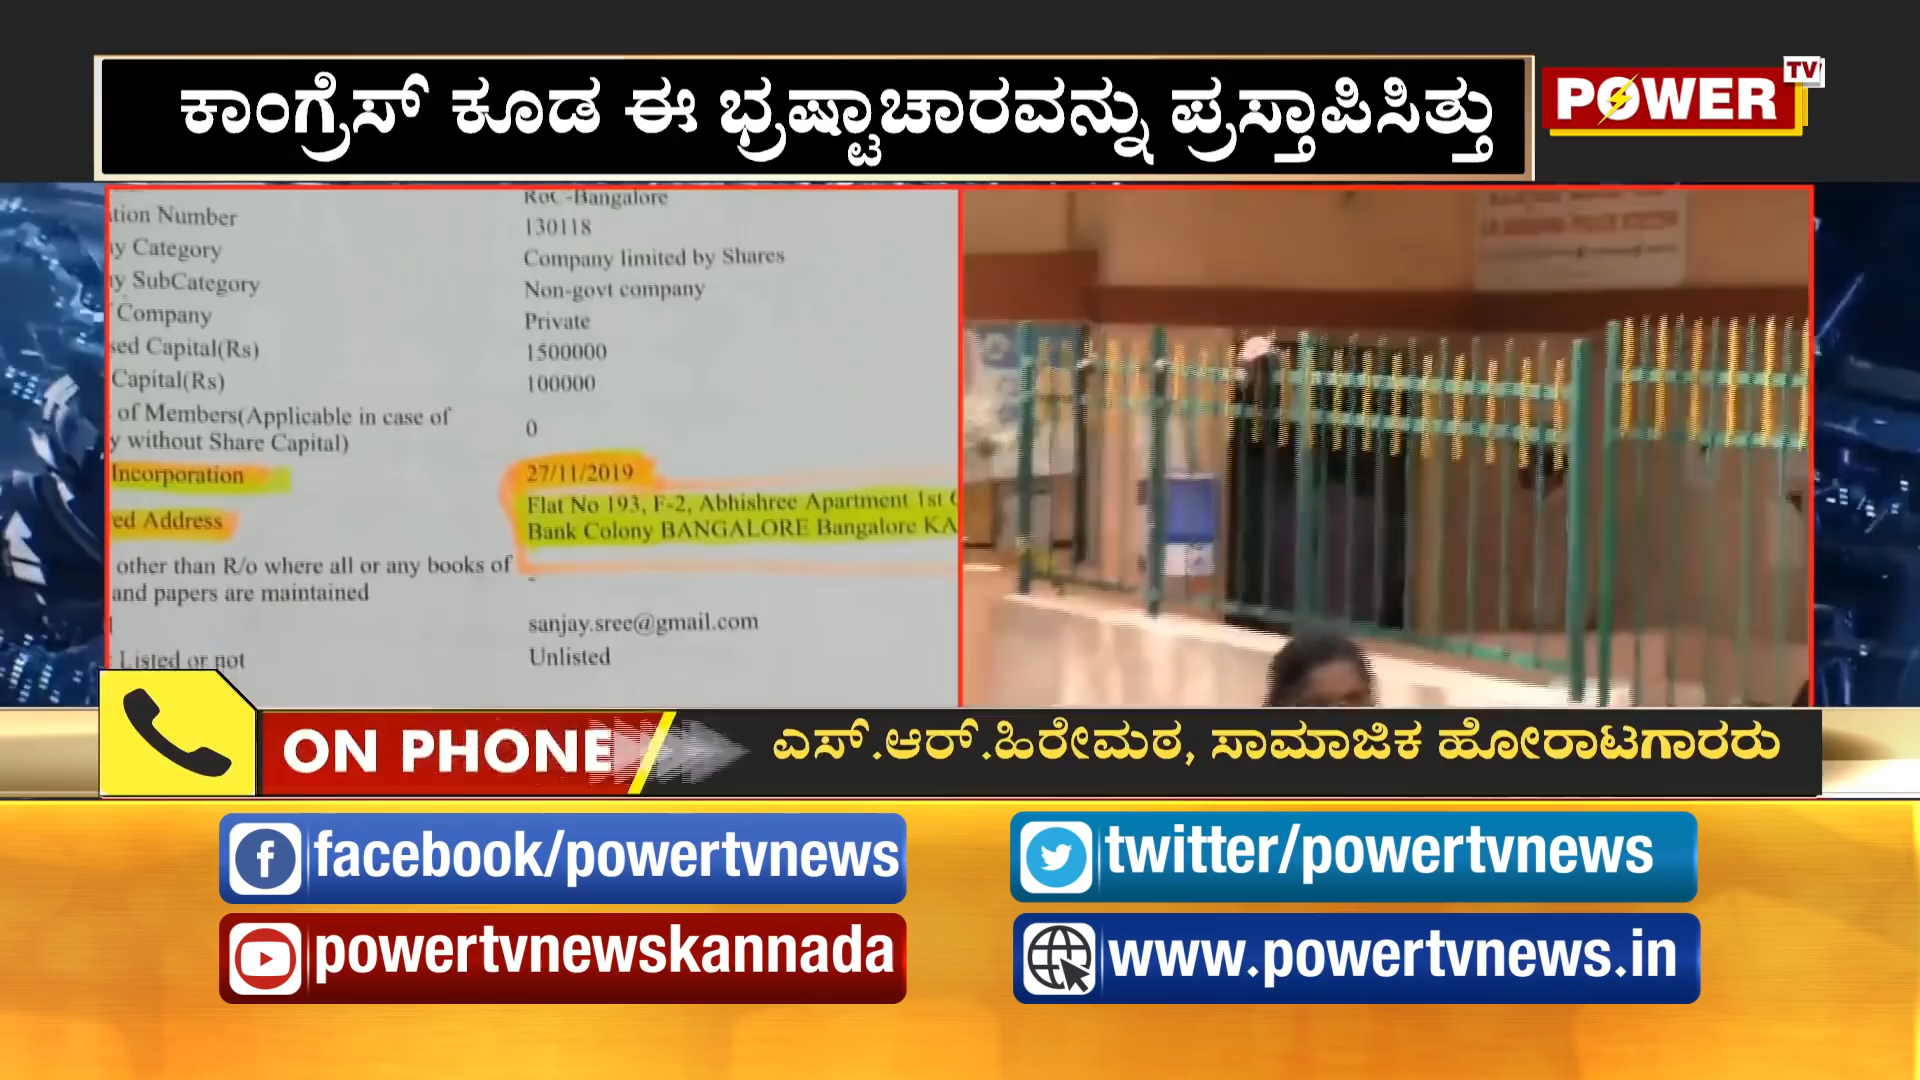 ಕಾಂಗ್ರೆಸ್ ಕೂಡ ಈ ಭ್ರಷ್ಟಾಚಾರವನ್ನು ಪ್ರಸ್ತಾಪಿಸಿತ್ತು
POWER TV
RoC-Bangalore
tion Number 130118
y Category Company limited by Shares
y SubCategory Non-govt company
Company Private
sed Capital(Rs) 1500000
Capital(Rs) 100000
of Members(Applicable in case of
y without Share Capital) 0
Incorporation 27/11/2019
ed Address Flat No 193, F-2, Abhishree Apartment 1st
Bank Colony BANGALORE Bangalore KA
other than R/o where all or any books of
and papers are maintained -
sanjay.sree@gmail.com
Listed or not Unlisted
ON PHONE
ಎಸ್.ಆರ್.ಹಿರೇಮಠ, ಸಾಮಾಜಿಕ ಹೋರಾಟಗಾರರು
facebook/powertvnews
twitter/powertvnews
powertvnewskannada
www.powertvnews.in